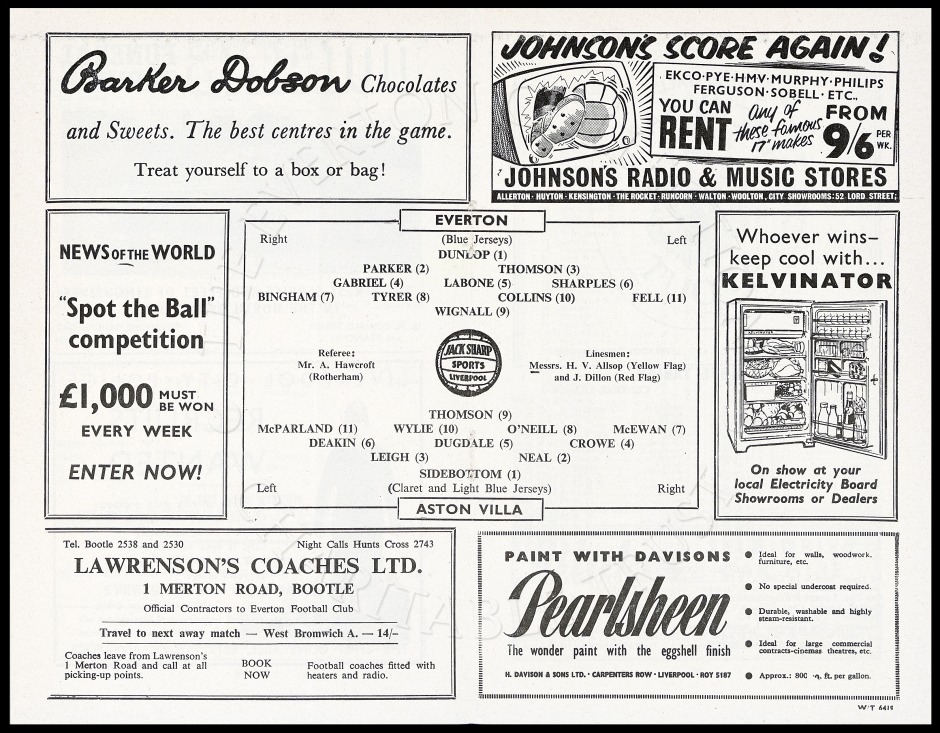 Barker Dobson Chocolates
and Sweets. The best centres in the game.
Treat yourself to a box or bag!
JOHNSON'S SCORE AGAIN!
EKCO·PYE·HMV·MURPHY·PHILIPS
FERGUSON·SOBELL·ETC.,
YOU CAN RENT
any of these famous 17" makes
FROM 9/6 PER WK.
JOHNSON'S RADIO & MUSIC STORES
ALLERTON · HUYTON · KENSINGTON · THE ROCKET · RUNCORN · WALTON · WOOLTON, CITY SHOWROOMS: 52 LORD STREET;
NEWS OF THE WORLD
"Spot the Ball"
competition
£1,000 MUST BE WON
EVERY WEEK
ENTER NOW!
EVERTON
Right (Blue Jerseys) Left
DUNLOP (1)
PARKER (2) THOMSON (3)
GABRIEL (4) LABONE (5) SHARPLES (6)
BINGHAM (7) TYRER (8) COLLINS (10) FELL (11)
WIGNALL (9)
Referee:
Mr. A. Hawcroft
(Rotherham)
JACK SHARP
SPORTS
LIVERPOOL
Linesmen:
Messrs. H. V. Allsop (Yellow Flag)
and J. Dillon (Red Flag)
THOMSON (9)
McPARLAND (11) WYLIE (10) O'NEILL (8) McEWAN (7)
DEAKIN (6) DUGDALE (5) CROWE (4)
LEIGH (3) NEAL (2)
SIDEBOTTOM (1)
Left (Claret and Light Blue Jerseys) Right
ASTON VILLA
Whoever wins–
keep cool with...
KELVINATOR
KELVINATOR
On show at your
local Electricity Board
Showrooms or Dealers
Tel. Bootle 2538 and 2530 Night Calls Hunts Cross 2743
LAWRENSON'S COACHES LTD.
1 MERTON ROAD, BOOTLE
Official Contractors to Everton Football Club
Travel to next away match — West Bromwich A. — 14/-
Coaches leave from Lawrenson's
1 Merton Road and call at all
picking-up points.
BOOK
NOW
Football coaches fitted with
heaters and radio.
PAINT WITH DAVISONS
Pearlsheen
The wonder paint with the eggshell finish
H. DAVISON & SONS LTD. · CARPENTERS ROW · LIVERPOOL · ROY 5187
● Ideal for walls, woodwork,
furniture, etc.
● No special undercoat required.
● Durable, washable and highly
steam-resistant.
● Ideal for large commercial
contracts-cinemas theatres, etc.
● Approx.: 800 sq. ft. per gallon.